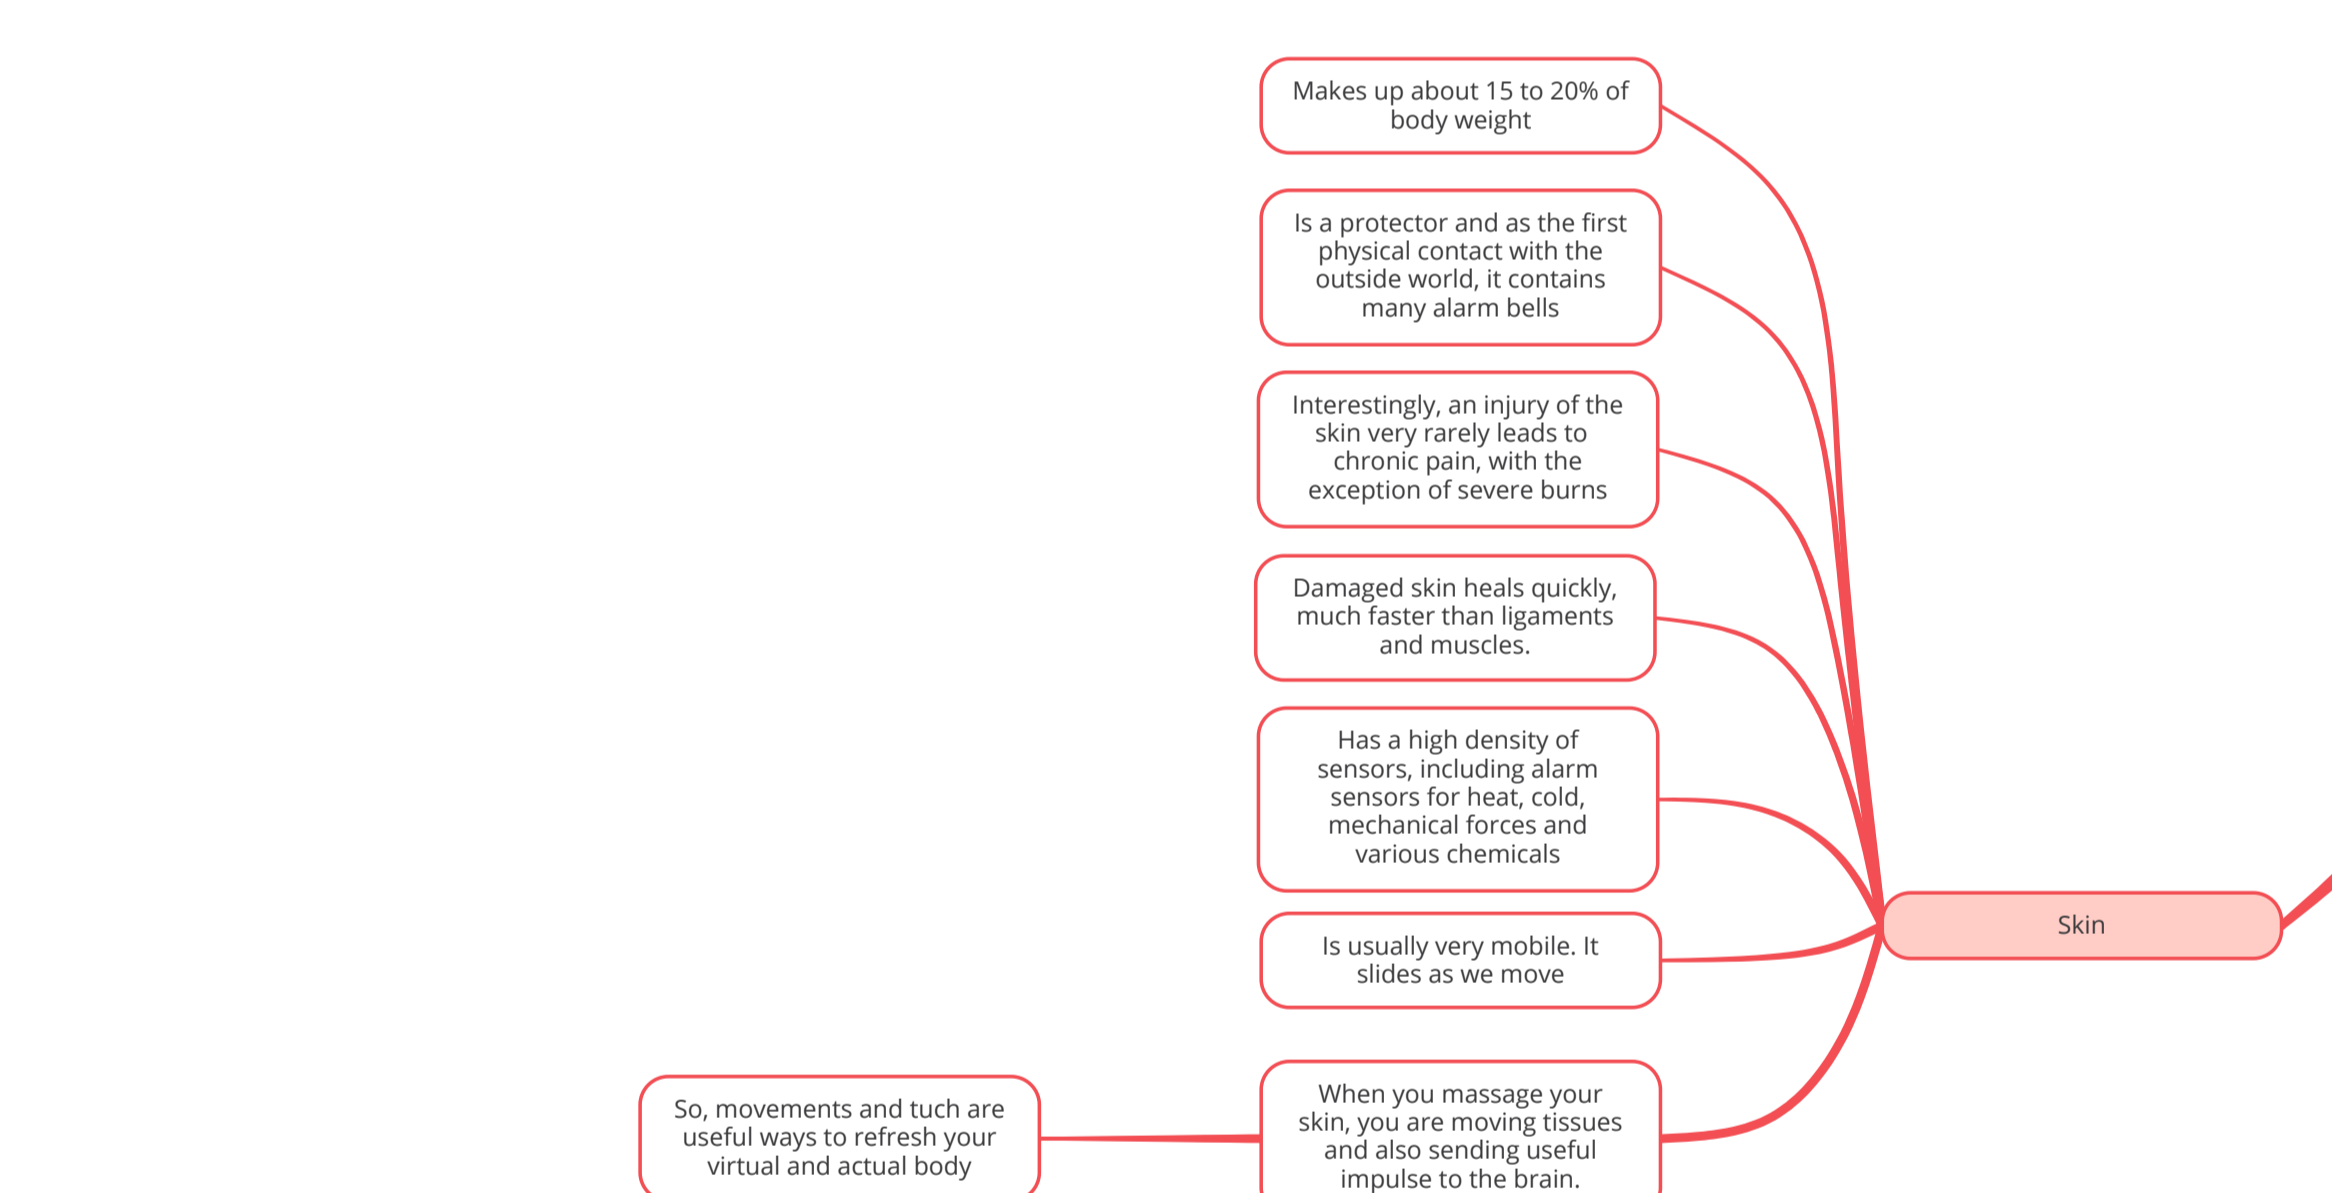 Makes up about 15 to 20% of
body weight
Is a protector and as the first
physical contact with the
outside world, it contains
many alarm bells
Interestingly, an injury of the
skin very rarely leads to
chronic pain, with the
exception of severe burns
Damaged skin heals quickly,
much faster than ligaments
and muscles.
Has a high density of
sensors, including alarm
sensors for heat, cold,
mechanical forces and
various chemicals
Skin
Is usually very mobile. It
slides as we move
When you massage your
skin, you are moving tissues
and also sending useful
impulse to the brain.
So, movements and tuch are
useful ways to refresh your
virtual and actual body